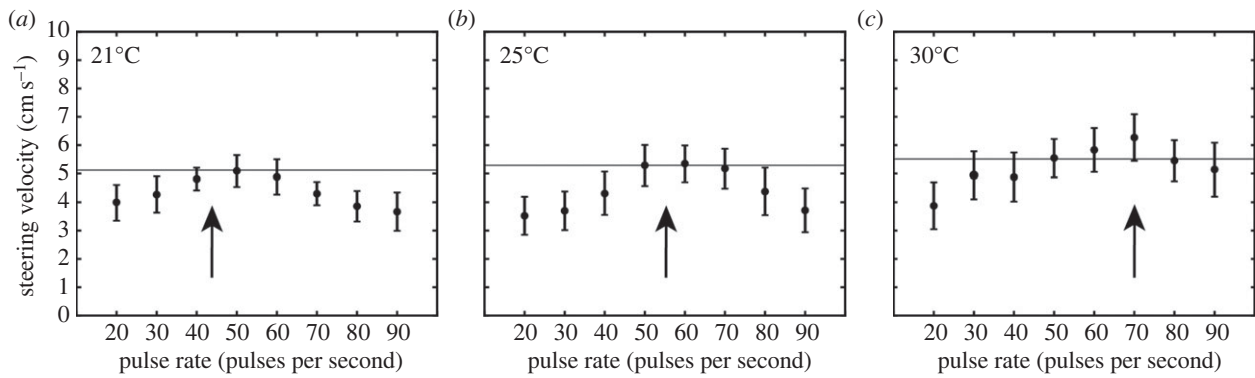 (a)
21°C
steering velocity (cm s⁻¹)
10
9
8
7
6
5
4
3
2
1
0
20 30 40 50 60 70 80 90
pulse rate (pulses per second)
(b)
25°C
20 30 40 50 60 70 80 90
pulse rate (pulses per second)
(c)
30°C
20 30 40 50 60 70 80 90
pulse rate (pulses per second)